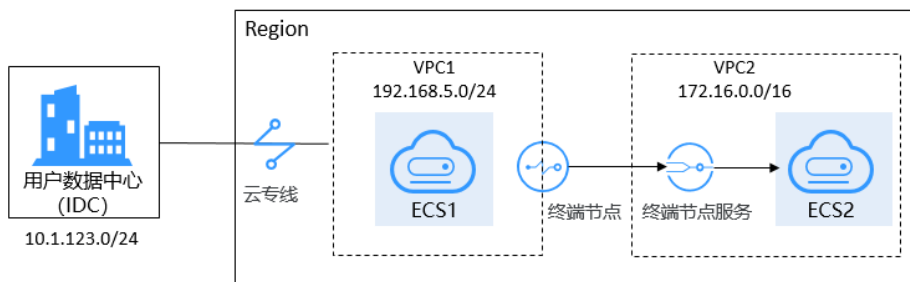 Region
用户数据中心
（IDC）
10.1.123.0/24
云专线
VPC1
192.168.5.0/24
ECS1
终端节点
VPC2
172.16.0.0/16
终端节点服务
ECS2